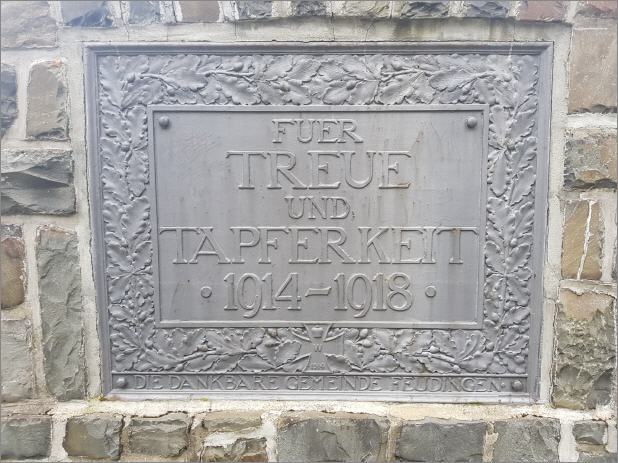 FUER
TREUE
UND
TAPFERKEIT
· 1914-1918 ·
W
DIE DANKBARE GEMEINDE FEUDINGEN.